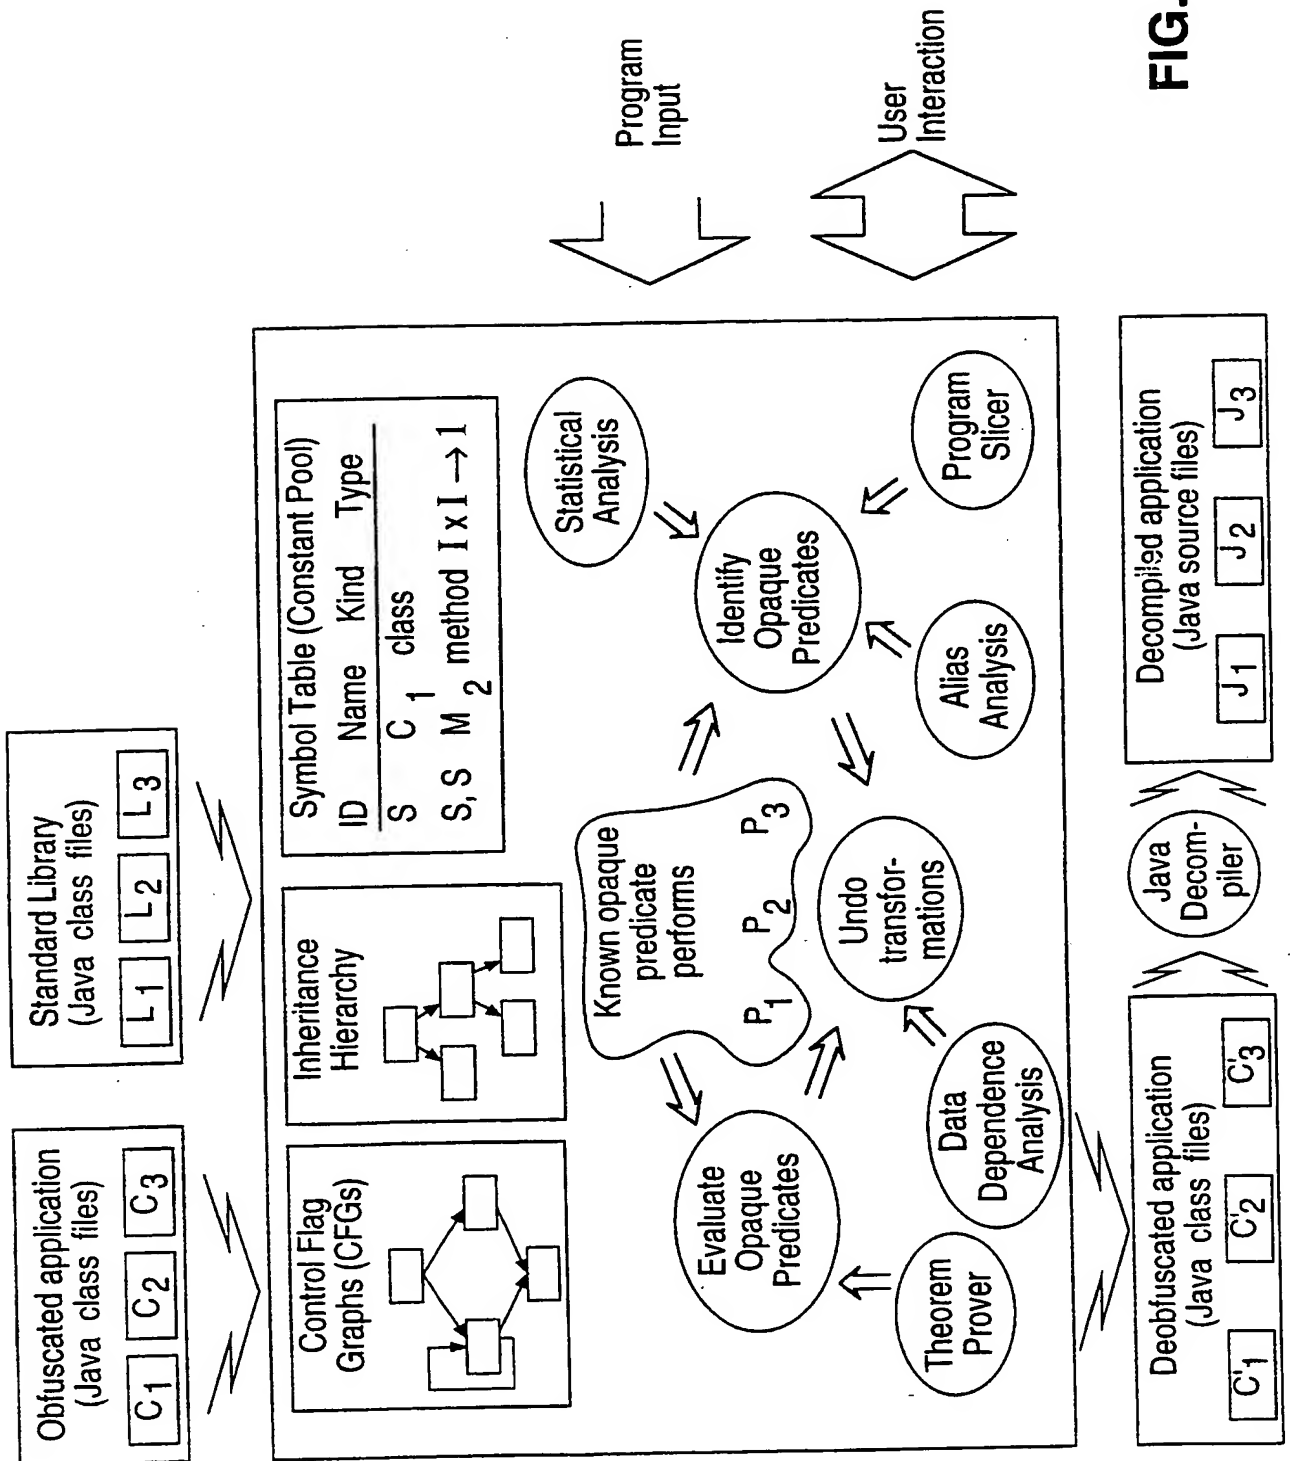 Obfuscated application
(Java class files)
C1 C2 C3
Standard Library
(Java class files)
L1 L2 L3
Control Flag
Graphs (CFGs)
Inheritance
Hierarchy
Symbol Table (Constant Pool)
ID Name Kind Type
S C1 class
S, S M2 method I x I → 1
Program
Input
User
Interaction
Known opaque
predicate
performs
P1 P2 P3
Statistical
Analysis
Evaluate
Opaque
Predicates
Identify
Opaque
Predicates
Undo
transfor-
mations
Theorem
Prover
Data
Dependence
Analysis
Alias
Analysis
Program
Slicer
Deobfuscated application
(Java class files)
C'1 C'2 C'3
Java
Decom-
piler
Decompiled application
(Java source files)
J1 J2 J3
FIG.